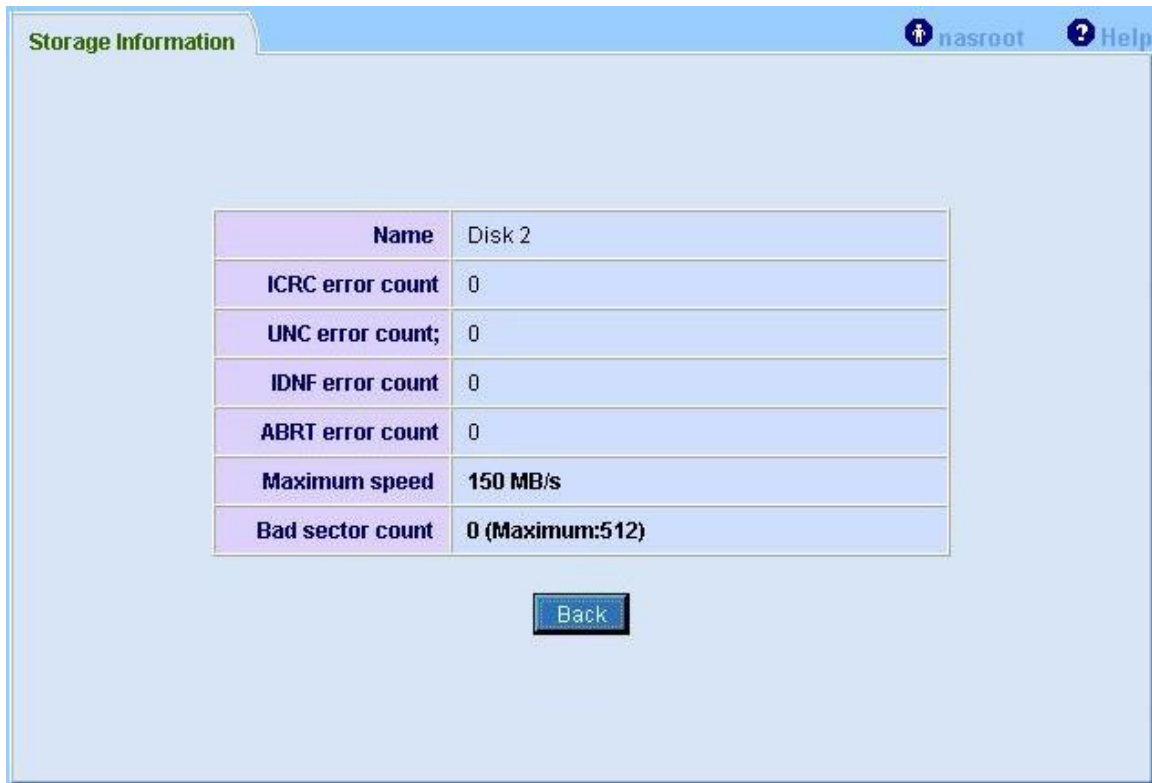 Storage Information
nasroot
Help
Name Disk 2
ICRC error count 0
UNC error count; 0
IDNF error count 0
ABRT error count 0
Maximum speed 150 MB/s
Bad sector count 0 (Maximum:512)
Back